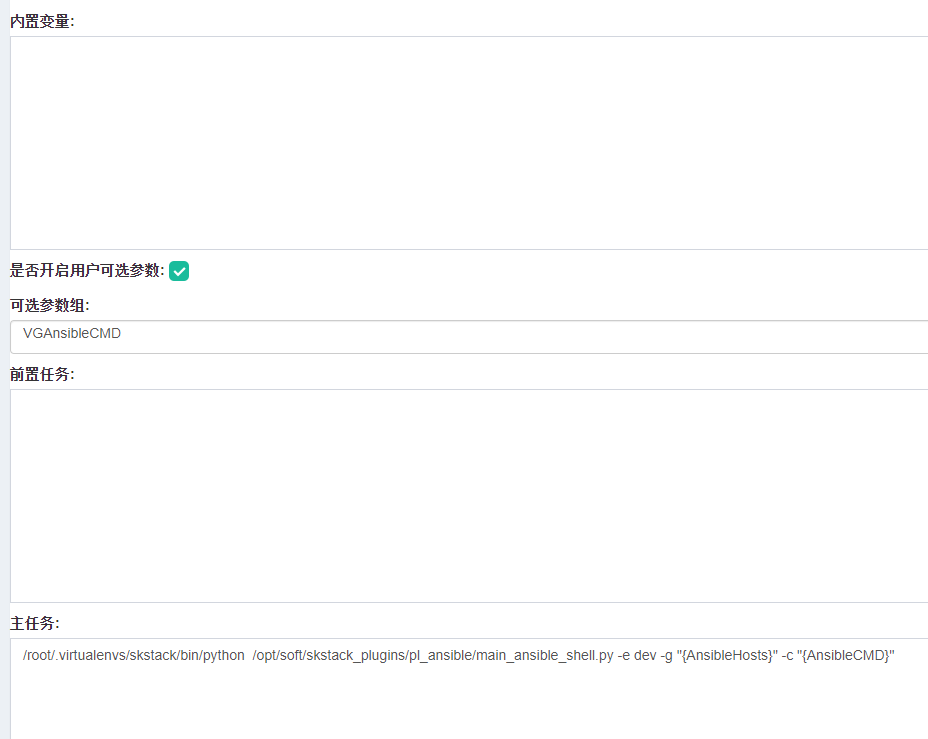 内置变量:
是否开启用户可选参数:
可选参数组:
VGAnsibleCMD
前置任务:
主任务:
/root/.virtualenvs/skstack/bin/python  /opt/soft/skstack_plugins/pl_ansible/main_ansible_shell.py -e dev -g "{AnsibleHosts}" -c "{AnsibleCMD}"